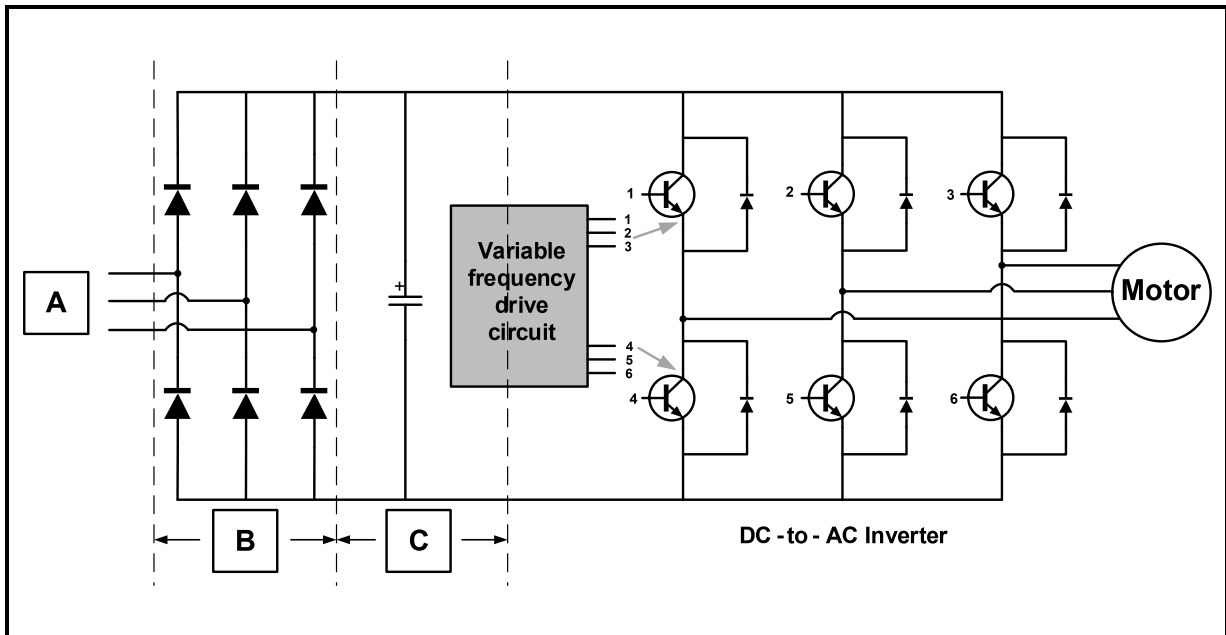 1
2
3
A
Variable
frequency
drive
circuit
1
2
3
+
Motor
4
5
6
4
5
6
B
C
DC -to - AC Inverter